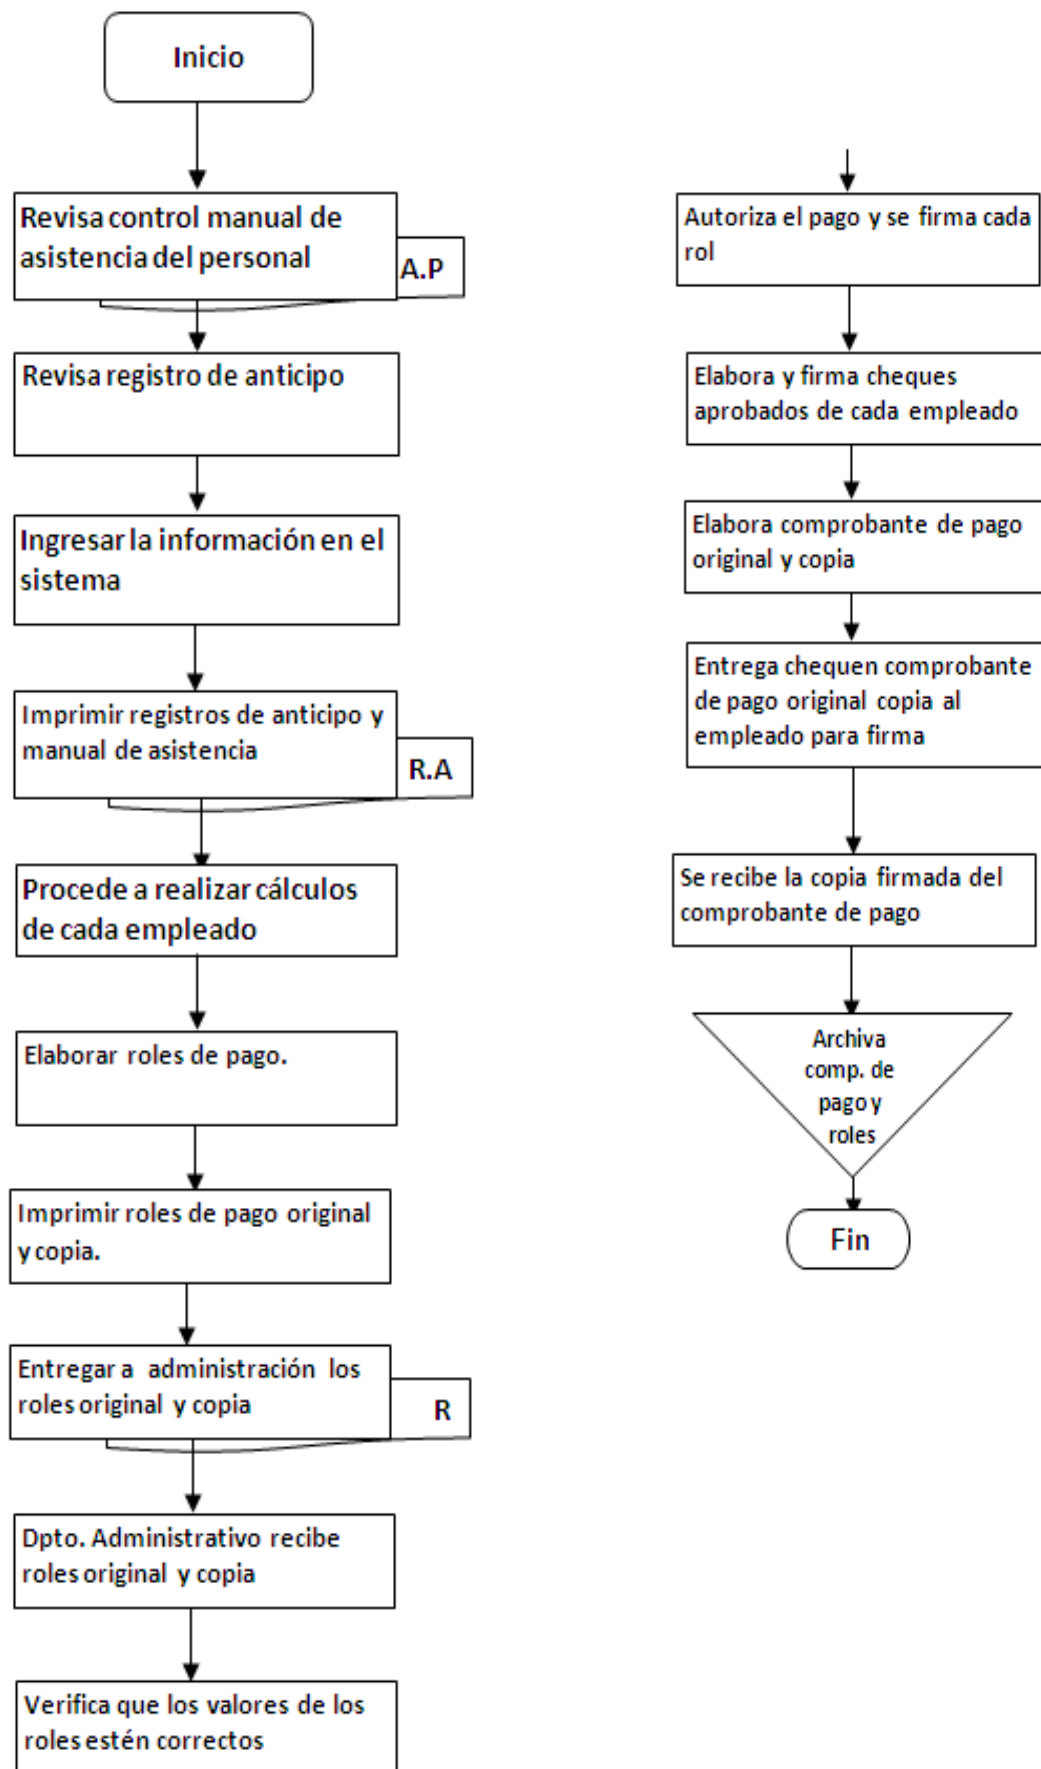 Inicio
Revisa control manual de
asistencia del personal
A.P
Revisa registro de anticipo
Ingresar la información en el
sistema
Imprimir registros de anticipo y
manual de asistencia
R.A
Procede a realizar cálculos
de cada empleado
Elaborar roles de pago.
Imprimir roles de pago original
y copia.
Entregar a administración los
roles original y copia
R
Dpto. Administrativo recibe
roles original y copia
Verifica que los valores de los
roles estén correctos
Autoriza el pago y se firma cada
rol
Elabora y firma cheques
aprobados de cada empleado
Elabora comprobante de pago
original y copia
Entrega chequen comprobante
de pago original copia al
empleado para firma
Se recibe la copia firmada del
comprobante de pago
Archiva
comp. de
pago y
roles
Fin